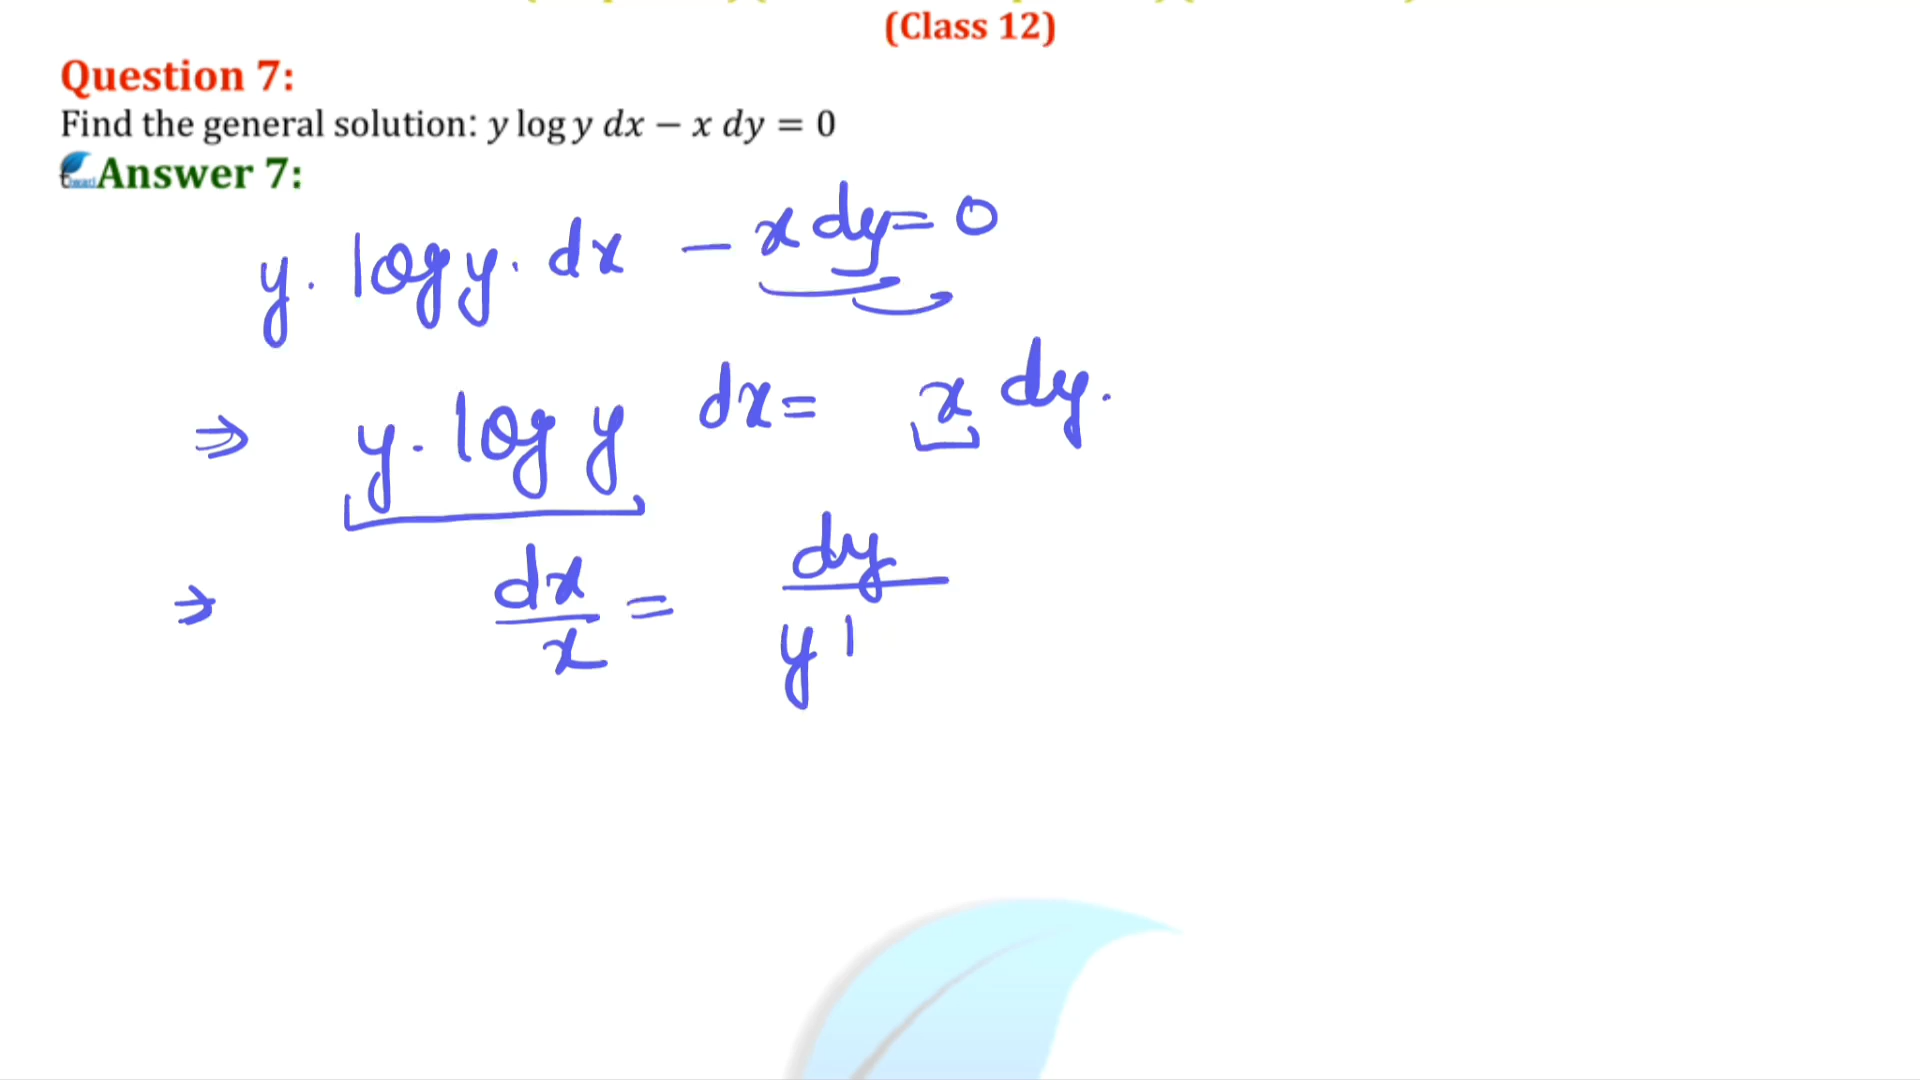 (Class 12)
Question 7:
Find the general solution: y log y dx − x dy = 0
Answer 7:
y. log y. dx − x dy = 0
⇒ y. log y dx = x dy.
⇒ dx/x = dy/y l